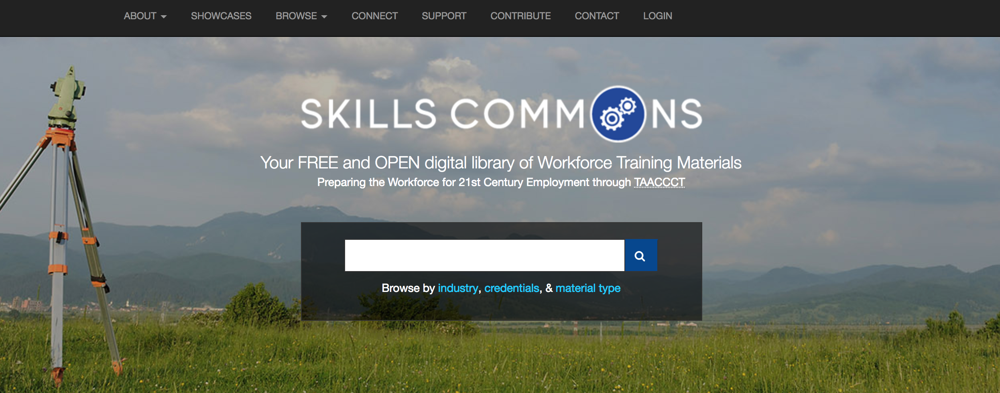 ABOUT SHOWCASES BROWSE CONNECT SUPPORT CONTRIBUTE CONTACT LOGIN
SKILLS COMMONS
Your FREE and OPEN digital library of Workforce Training Materials
Preparing the Workforce for 21st Century Employment through TAACCCT
Browse by industry, credentials, & material type